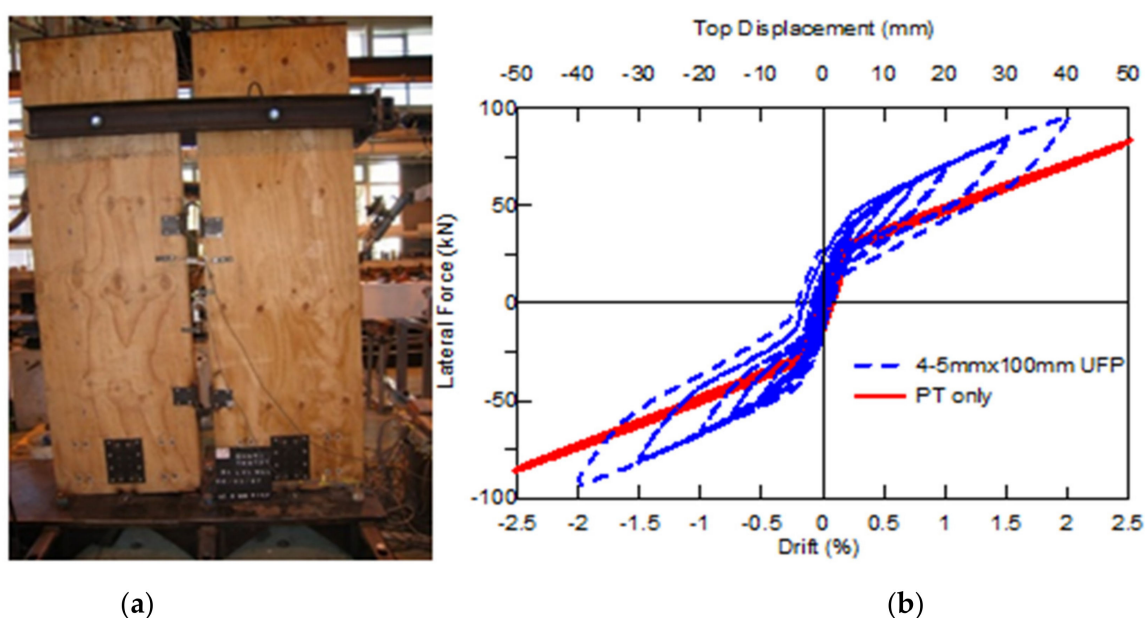 Top Displacement (mm)
-50 -40 -30 -20 -10 0 10 20 30 40 50
100
50
0
-50
-100
Lateral Force (kN)
4-5mmx100mm UFP
PT only
-2.5 -2 -1.5 -1 -0.5 0 0.5 1 1.5 2 2.5
Drift (%)
(a) (b)